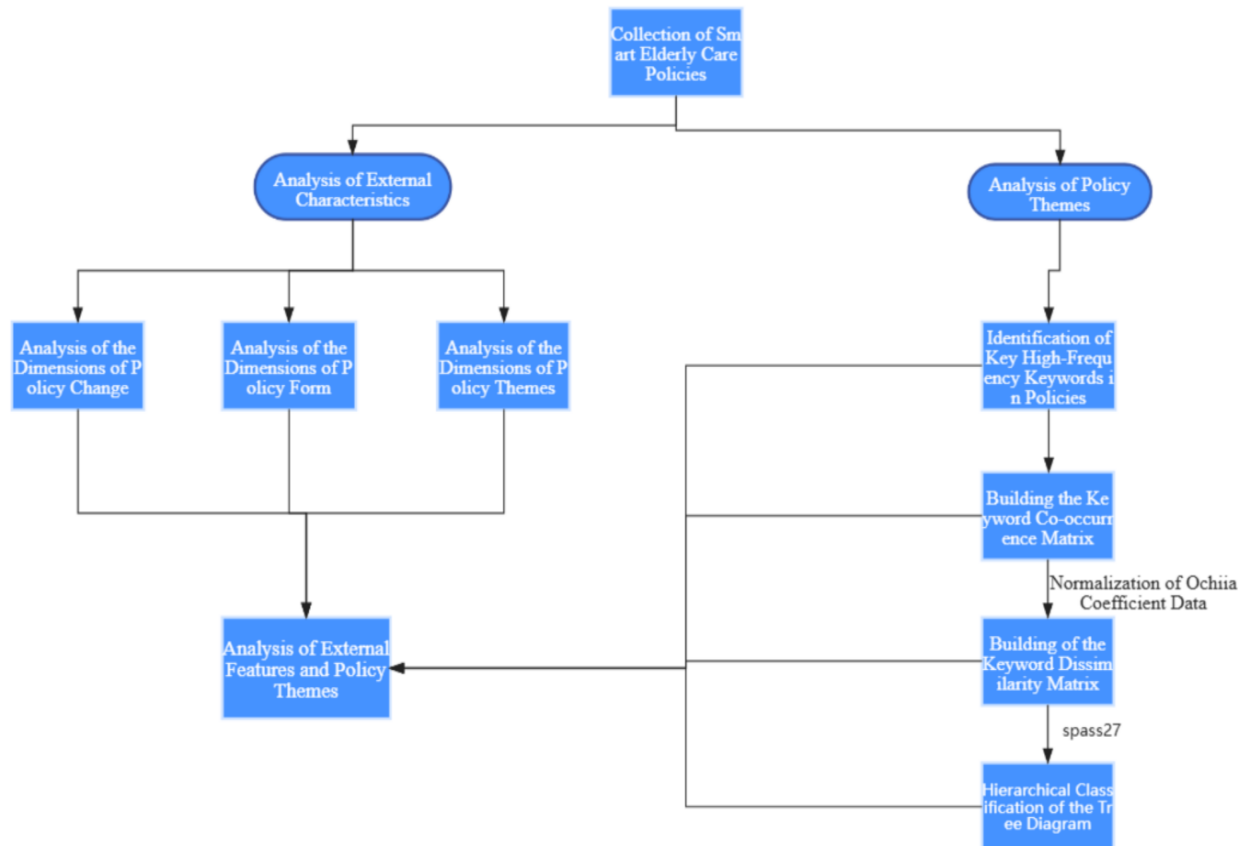 Collection of Sm
art Elderly Care
Policies
Analysis of External
Characteristics
Analysis of Policy
Themes
Analysis of the
Dimensions of P
olicy Change
Analysis of the
Dimensions of P
olicy Form
Analysis of the
Dimensions of P
olicy Themes
Identification of
Key High-Frequ
ency Keywords i
n Policies
Building the Ke
yword Co-occurr
ence Matrix
Normalization of Ochiia
Coefficient Data
Analysis of External
Features and Policy
Themes
Building of the
Keyword Dissim
ilarity Matrix
spass27
Hierarchical Class
ification of the Tr
ee Diagram